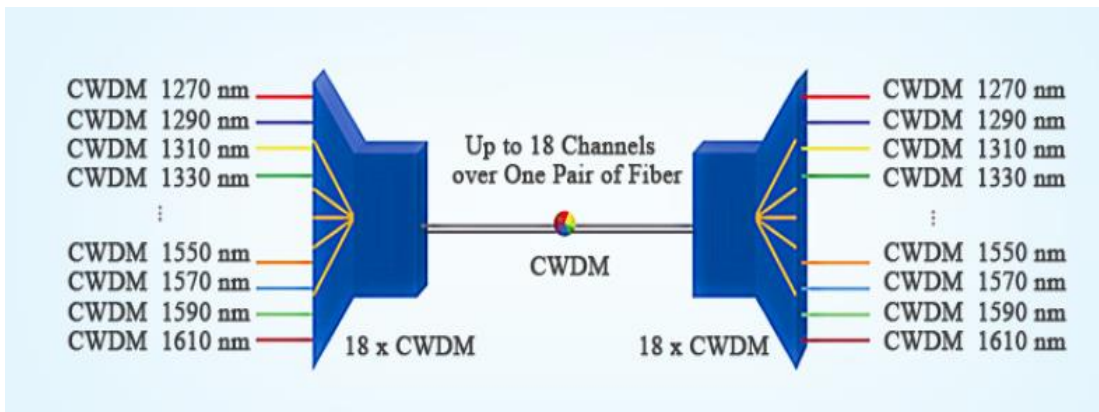 CWDM 1270 nm
CWDM 1290 nm
CWDM 1310 nm
CWDM 1330 nm
CWDM 1550 nm
CWDM 1570 nm
CWDM 1590 nm
CWDM 1610 nm
18 x CWDM
Up to 18 Channels
over One Pair of Fiber
CWDM
18 x CWDM
CWDM 1270 nm
CWDM 1290 nm
CWDM 1310 nm
CWDM 1330 nm
CWDM 1550 nm
CWDM 1570 nm
CWDM 1590 nm
CWDM 1610 nm